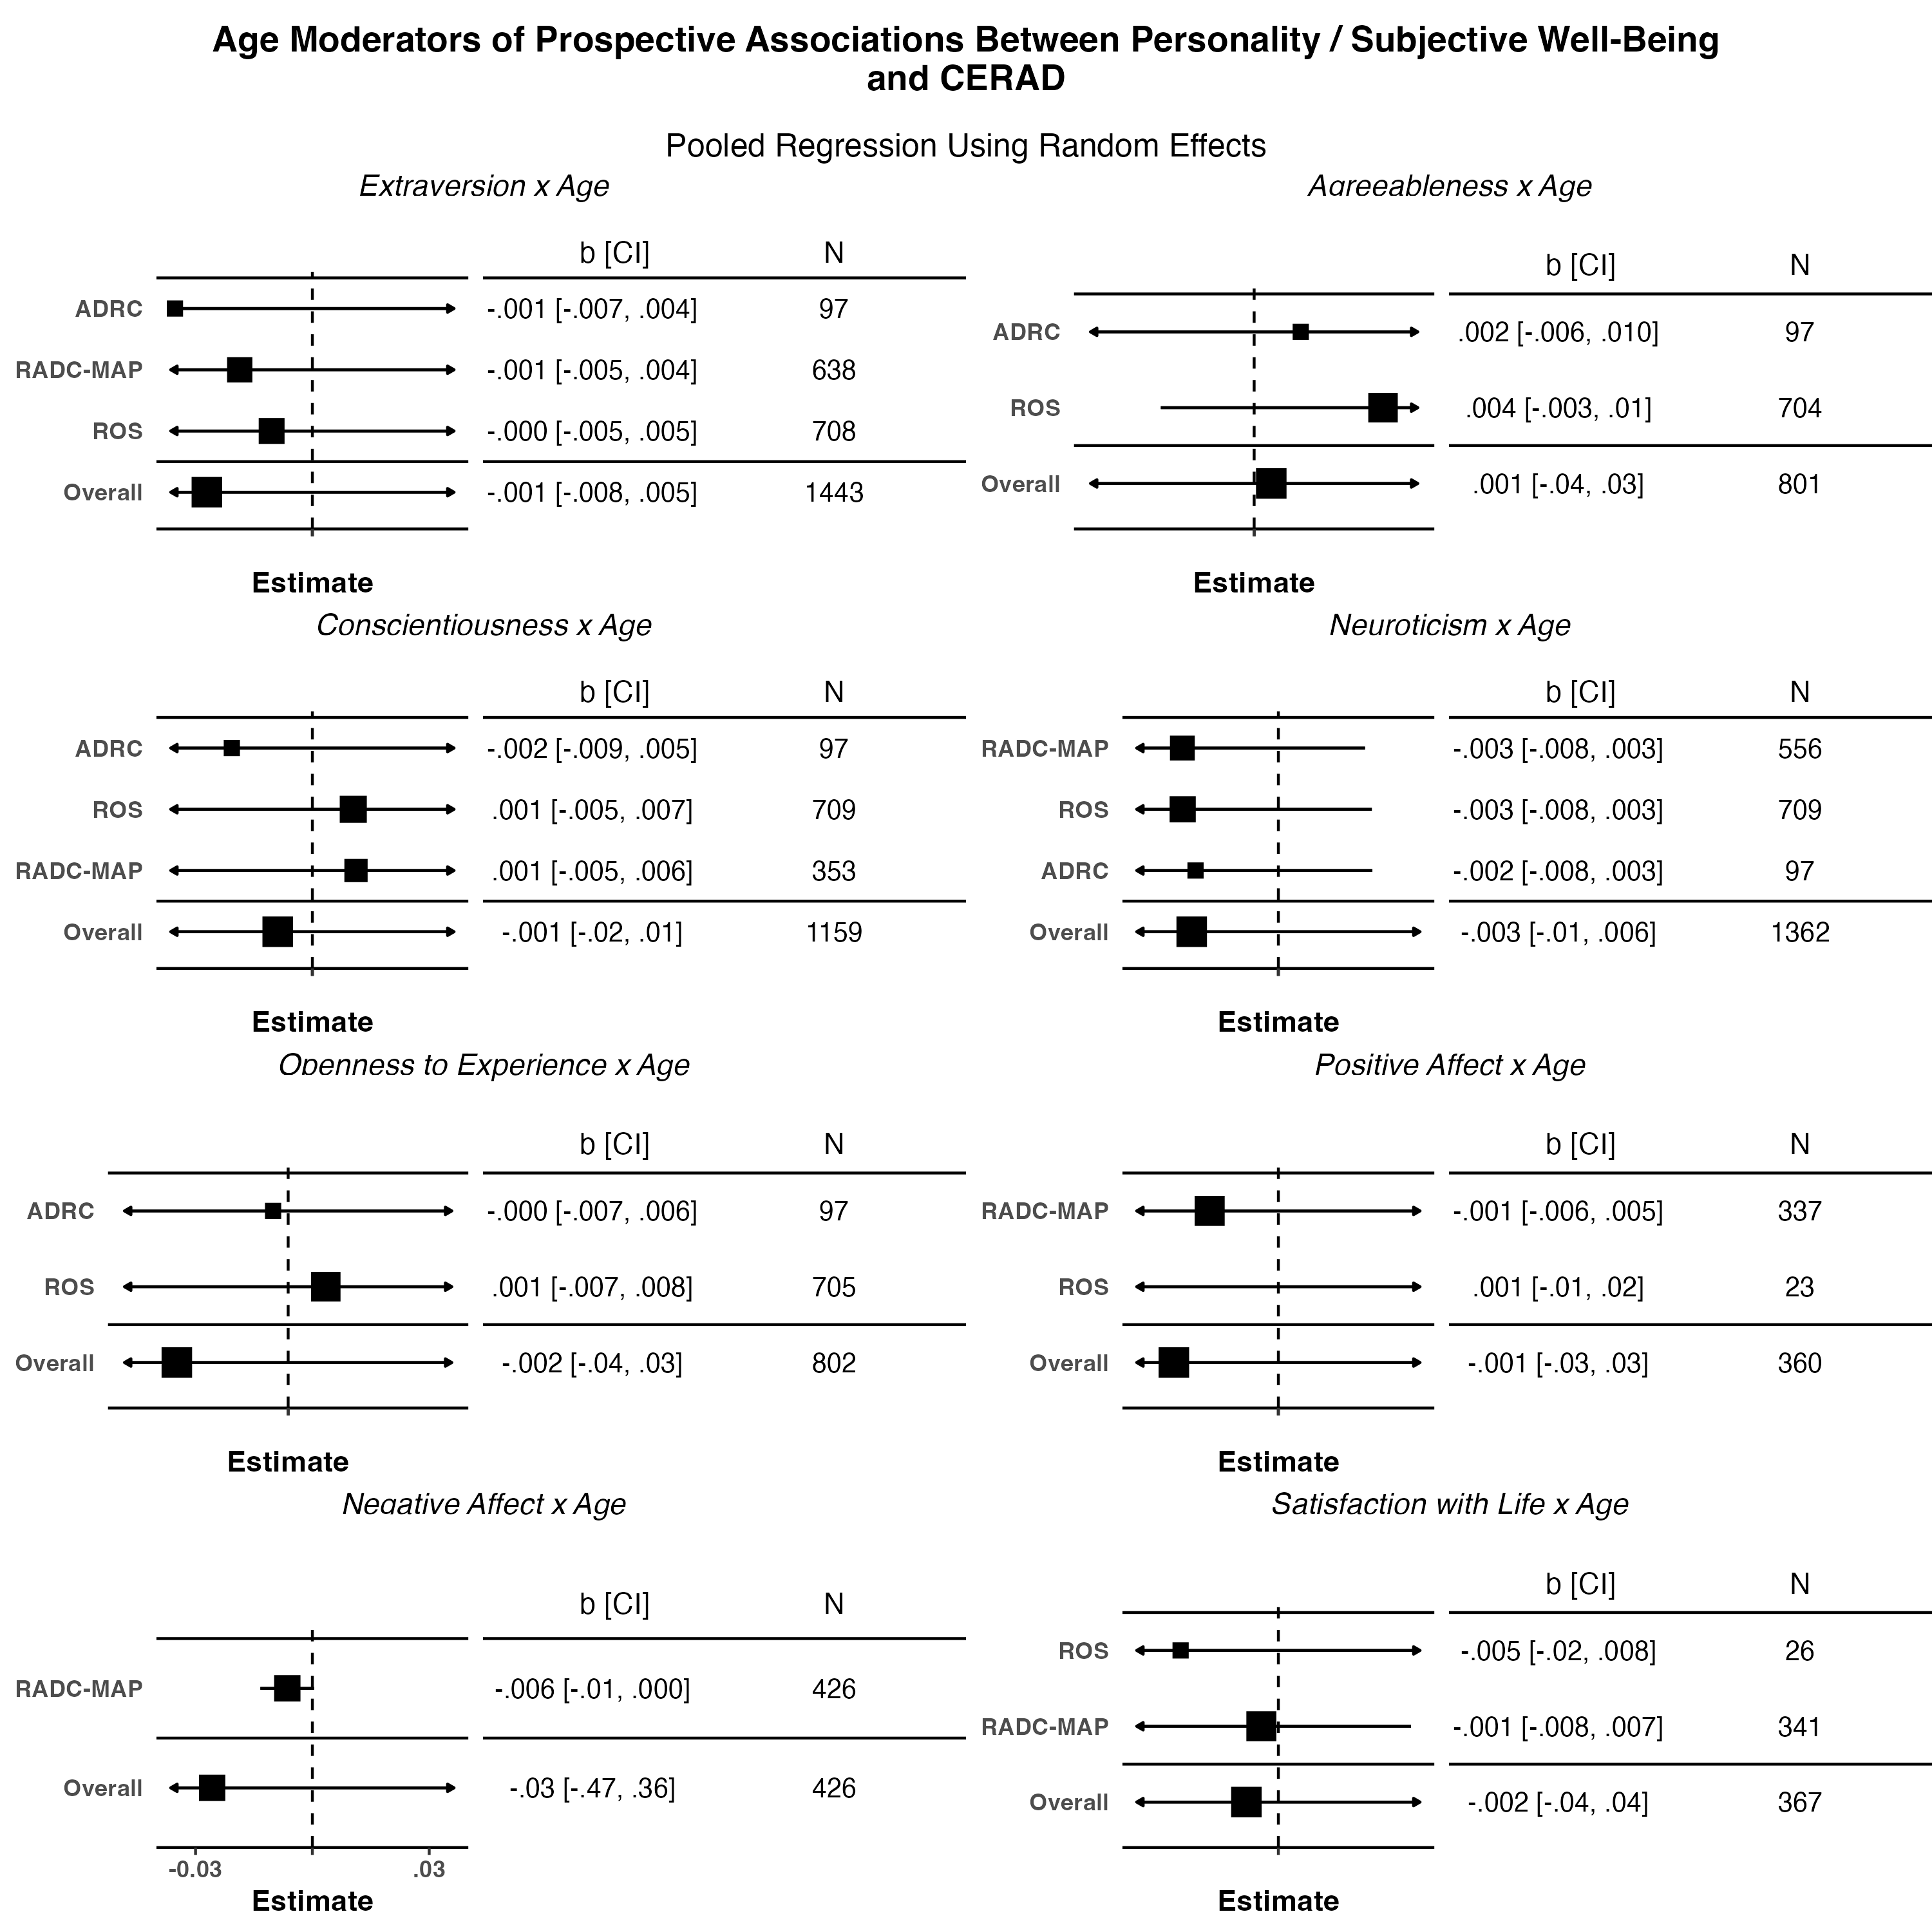 Age Moderators of Prospective Associations Between Personality / Subjective Well-Being
and CERAD
Pooled Regression Using Random Effects
Extraversion x Age
b [CI] N
ADRC -.001 [-.007, .004] 97
RADC-MAP -.001 [-.005, .004] 638
ROS -.000 [-.005, .005] 708
Overall -.001 [-.008, .005] 1443
Estimate
Agreeableness x Age
b [CI] N
ADRC .002 [-.006, .010] 97
ROS .004 [-.003, .01] 704
Overall .001 [-.04, .03] 801
Estimate
Conscientiousness x Age
b [CI] N
ADRC -.002 [-.009, .005] 97
ROS .001 [-.005, .007] 709
RADC-MAP .001 [-.005, .006] 353
Overall -.001 [-.02, .01] 1159
Estimate
Neuroticism x Age
b [CI] N
RADC-MAP -.003 [-.008, .003] 556
ROS -.003 [-.008, .003] 709
ADRC -.002 [-.008, .003] 97
Overall -.003 [-.01, .006] 1362
Estimate
Openness to Experience x Age
b [CI] N
ADRC -.000 [-.007, .006] 97
ROS .001 [-.007, .008] 705
Overall -.002 [-.04, .03] 802
Estimate
Positive Affect x Age
b [CI] N
RADC-MAP -.001 [-.006, .005] 337
ROS .001 [-.01, .02] 23
Overall -.001 [-.03, .03] 360
Estimate
Negative Affect x Age
b [CI] N
RADC-MAP -.006 [-.01, .000] 426
Overall -.03 [-.47, .36] 426
-0.03 .03
Estimate
Satisfaction with Life x Age
b [CI] N
ROS -.005 [-.02, .008] 26
RADC-MAP -.001 [-.008, .007] 341
Overall -.002 [-.04, .04] 367
Estimate